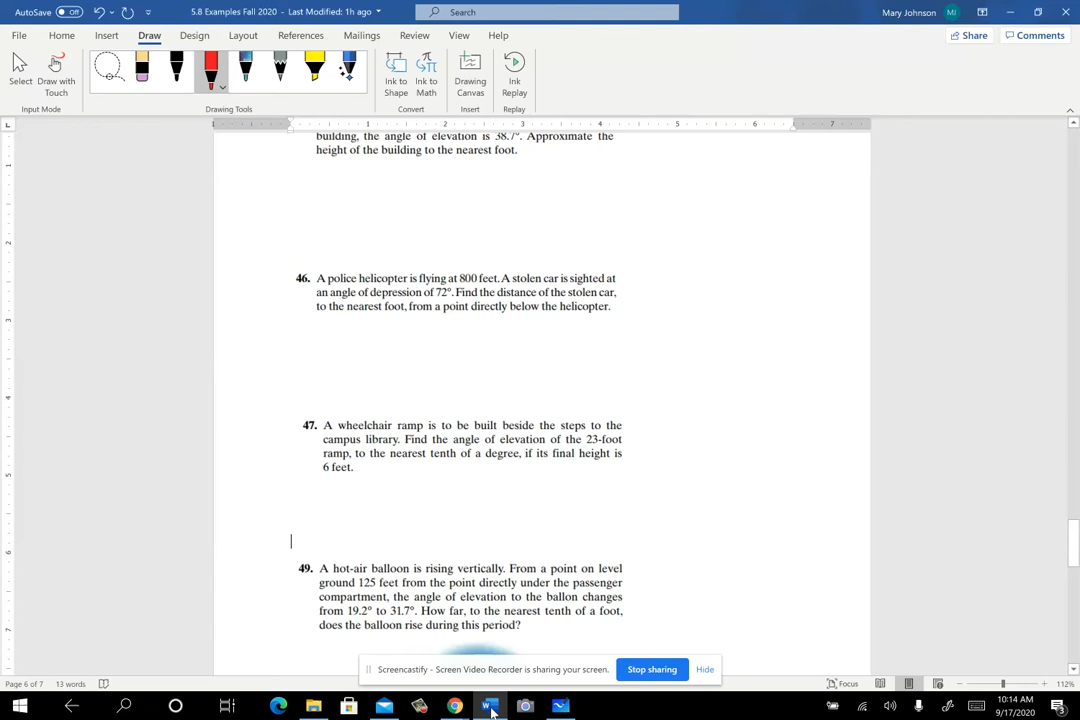 AutoSave Off 5.8 Examples Fall 2020 - Last Modified: 1h ago Search Mary Johnson MJ
File Home Insert Draw Design Layout References Mailings Review View Help Share Comments
Select Draw with Touch Ink to Shape Ink to Math Drawing Canvas Ink Replay
Input Mode Drawing Tools Convert Insert Replay
1 1 2 3 4 5 6 7
building, the angle of elevation is 38.7°. Approximate the
height of the building to the nearest foot.
46. A police helicopter is flying at 800 feet. A stolen car is sighted at
an angle of depression of 72°. Find the distance of the stolen car,
to the nearest foot, from a point directly below the helicopter.
47. A wheelchair ramp is to be built beside the steps to the
campus library. Find the angle of elevation of the 23-foot
ramp, to the nearest tenth of a degree, if its final height is
6 feet.
49. A hot-air balloon is rising vertically. From a point on level
ground 125 feet from the point directly under the passenger
compartment, the angle of elevation to the ballon changes
from 19.2° to 31.7°. How far, to the nearest tenth of a foot,
does the balloon rise during this period?
Screencastify - Screen Video Recorder is sharing your screen. Stop sharing Hide
Page 6 of 7 13 words Focus 112%
10:14 AM
9/17/2020
3